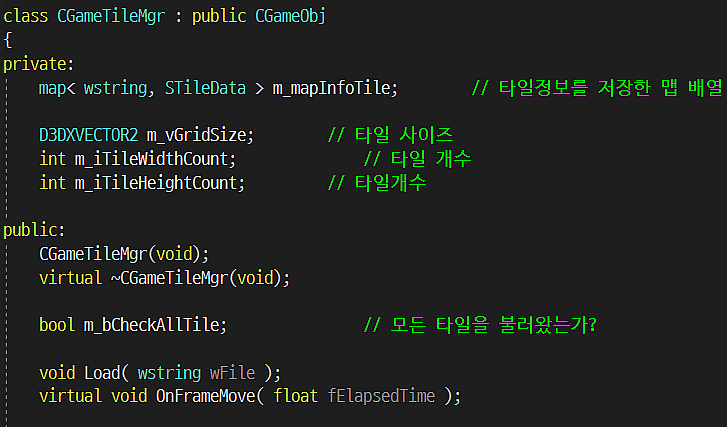 class CGameTileMgr : public CGameObj
{
private:
map< wstring, STileData > m_mapInfoTile; // 타일정보를 저장한 맵 배열
D3DXVECTOR2 m_vGridSize; // 타일 사이즈
int m_iTileWidthCount; // 타일 개수
int m_iTileHeightCount; // 타일개수
public:
CGameTileMgr(void);
virtual ~CGameTileMgr(void);
bool m_bCheckAllTile; // 모든 타일을 불러왔는가?
void Load( wstring wFile );
virtual void OnFrameMove( float fElapsedTime );